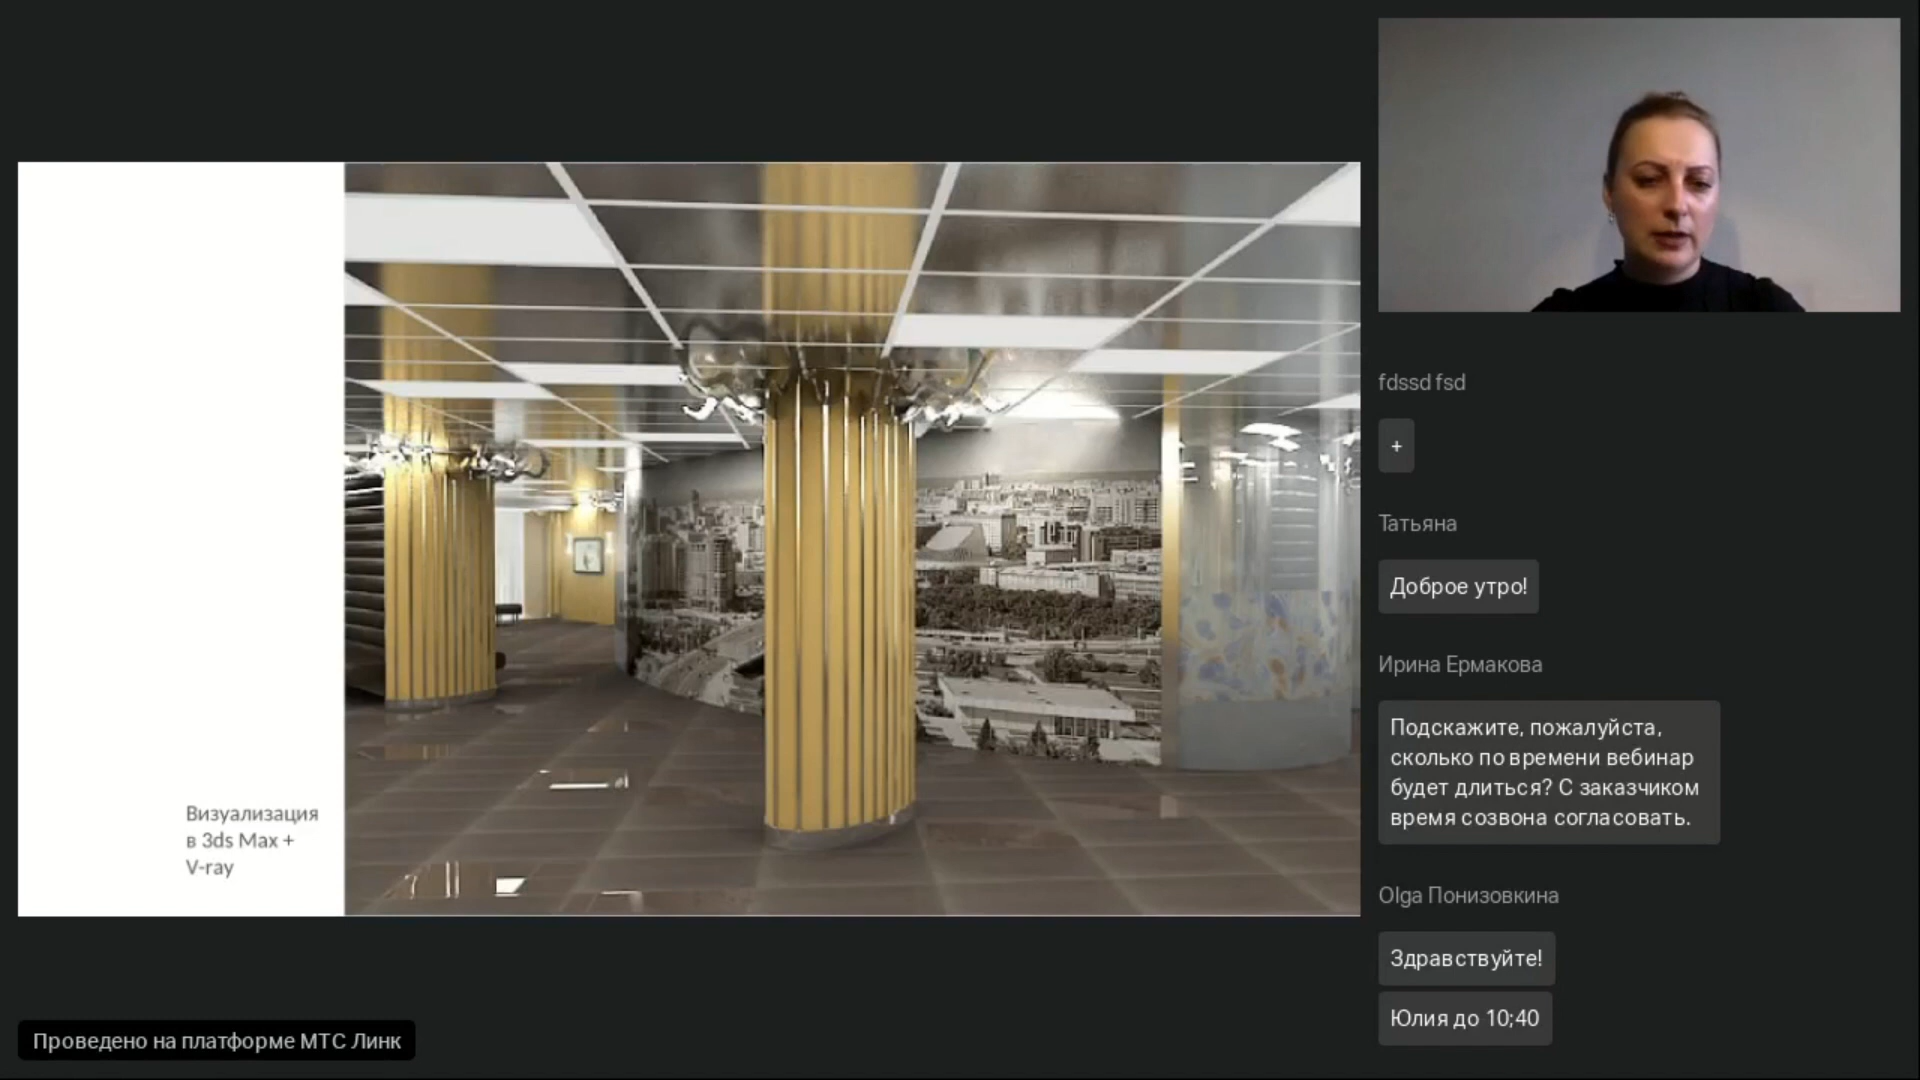 Визуализация
в 3ds Max +
V-ray
Проведено на платформе МТС Линк
fdssd fsd
+
Татьяна
Доброе утро!
Ирина Ермакова
Подскажите, пожалуйста,
сколько по времени вебинар
будет длиться? С заказчиком
время созвона согласовать.
Olga Понизовкина
Здравствуйте!
Юлия до 10;40